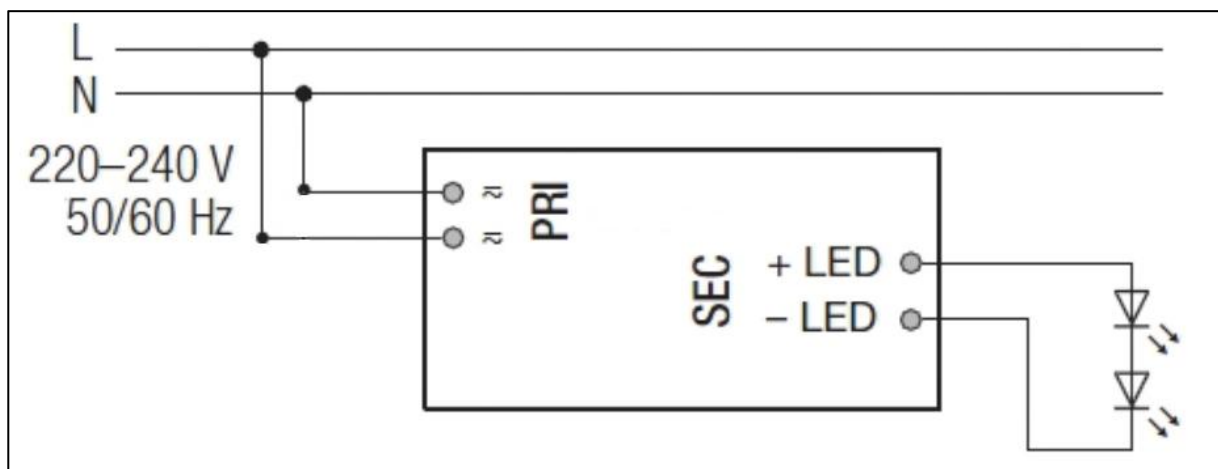 L
N
220–240 V
50/60 Hz
≈
≈
PRI
SEC
+ LED
– LED